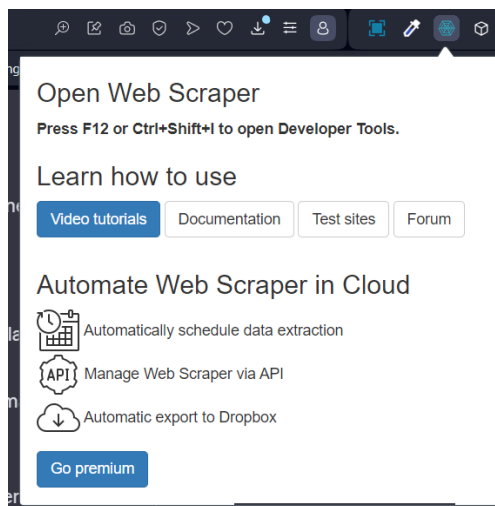 Open Web Scraper
Press F12 or Ctrl+Shift+I to open Developer Tools.
Learn how to use
Video tutorials
Documentation
Test sites
Forum
Automate Web Scraper in Cloud
Automatically schedule data extraction
API
Manage Web Scraper via API
Automatic export to Dropbox
Go premium